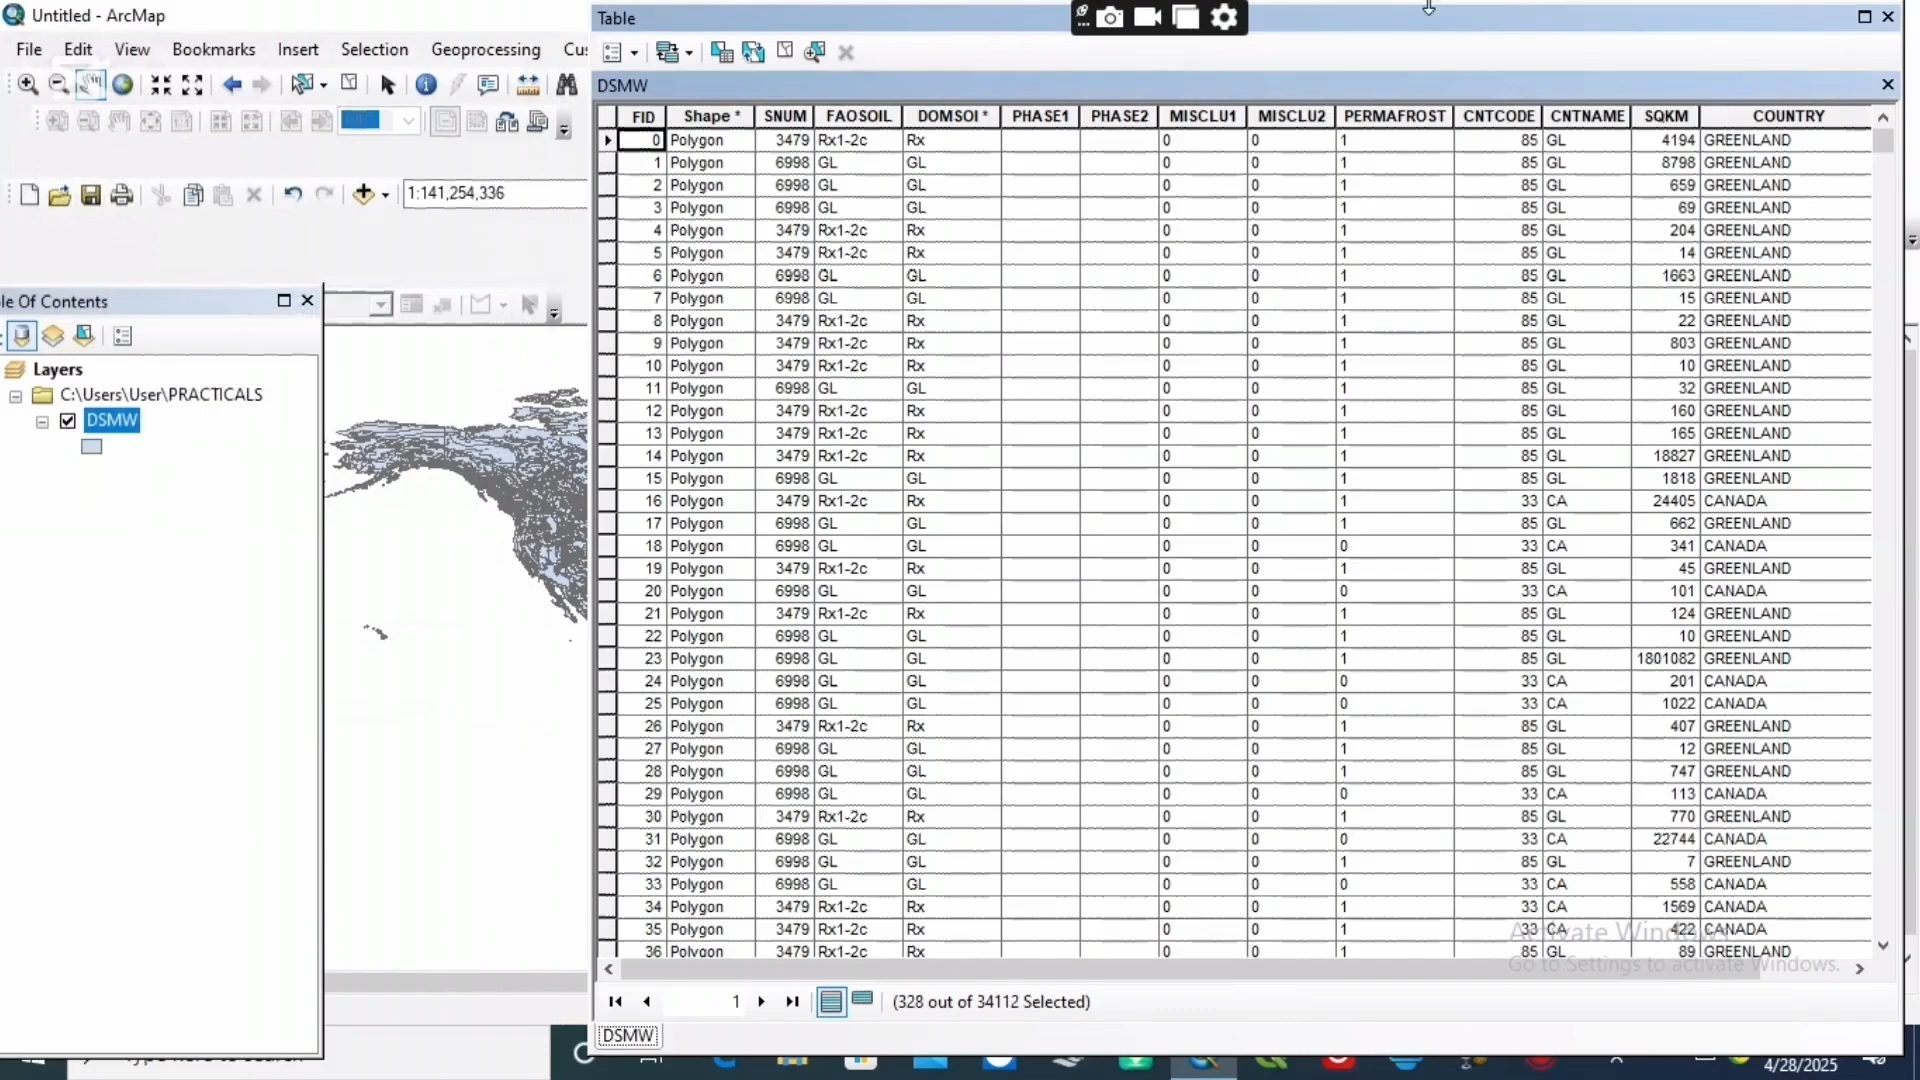 Untitled - ArcMap
File Edit View Bookmarks Insert Selection Geoprocessing Cus
1:141,254,336
le Of Contents
Layers
C:\Users\User\PRACTICALS
DSMW
Table
DSMW
FID Shape * SNUM FAOSOIL DOMSOI * PHASE1 PHASE2 MISCLU1 MISCLU2 PERMAFROST CNTCODE CNTNAME SQKM COUNTRY
0 Polygon 3479 Rx1-2c Rx 0 0 1 85 GL 4194 GREENLAND
1 Polygon 6998 GL GL 0 0 1 85 GL 8798 GREENLAND
2 Polygon 6998 GL GL 0 0 1 85 GL 659 GREENLAND
3 Polygon 6998 GL GL 0 0 1 85 GL 69 GREENLAND
4 Polygon 3479 Rx1-2c Rx 0 0 1 85 GL 204 GREENLAND
5 Polygon 3479 Rx1-2c Rx 0 0 1 85 GL 14 GREENLAND
6 Polygon 6998 GL GL 0 0 1 85 GL 1663 GREENLAND
7 Polygon 6998 GL GL 0 0 1 85 GL 15 GREENLAND
8 Polygon 3479 Rx1-2c Rx 0 0 1 85 GL 22 GREENLAND
9 Polygon 3479 Rx1-2c Rx 0 0 1 85 GL 803 GREENLAND
10 Polygon 3479 Rx1-2c Rx 0 0 1 85 GL 10 GREENLAND
11 Polygon 6998 GL GL 0 0 1 85 GL 32 GREENLAND
12 Polygon 3479 Rx1-2c Rx 0 0 1 85 GL 160 GREENLAND
13 Polygon 3479 Rx1-2c Rx 0 0 1 85 GL 165 GREENLAND
14 Polygon 3479 Rx1-2c Rx 0 0 1 85 GL 18827 GREENLAND
15 Polygon 6998 GL GL 0 0 1 85 GL 1818 GREENLAND
16 Polygon 3479 Rx1-2c Rx 0 0 1 33 CA 24405 CANADA
17 Polygon 6998 GL GL 0 0 1 85 GL 662 GREENLAND
18 Polygon 6998 GL GL 0 0 0 33 CA 341 CANADA
19 Polygon 3479 Rx1-2c Rx 0 0 1 85 GL 45 GREENLAND
20 Polygon 6998 GL GL 0 0 0 33 CA 101 CANADA
21 Polygon 3479 Rx1-2c Rx 0 0 1 85 GL 124 GREENLAND
22 Polygon 6998 GL GL 0 0 1 85 GL 10 GREENLAND
23 Polygon 6998 GL GL 0 0 1 85 GL 1801082 GREENLAND
24 Polygon 6998 GL GL 0 0 0 33 CA 201 CANADA
25 Polygon 6998 GL GL 0 0 0 33 CA 1022 CANADA
26 Polygon 3479 Rx1-2c Rx 0 0 1 85 GL 407 GREENLAND
27 Polygon 6998 GL GL 0 0 1 85 GL 12 GREENLAND
28 Polygon 6998 GL GL 0 0 1 85 GL 747 GREENLAND
29 Polygon 6998 GL GL 0 0 0 33 CA 113 CANADA
30 Polygon 3479 Rx1-2c Rx 0 0 1 85 GL 770 GREENLAND
31 Polygon 6998 GL GL 0 0 0 33 CA 22744 CANADA
32 Polygon 6998 GL GL 0 0 1 85 GL 7 GREENLAND
33 Polygon 6998 GL GL 0 0 0 33 CA 558 CANADA
34 Polygon 3479 Rx1-2c Rx 0 0 1 33 CA 1569 CANADA
35 Polygon 3479 Rx1-2c Rx 0 0 1 33 CA 422 CANADA
36 Polygon 3479 Rx1-2c Rx 0 0 1 85 GL 89 GREENLAND
Activate Windows
Go to Settings to activate Windows.
1 (328 out of 34112 Selected)
DSMW
4/28/2025